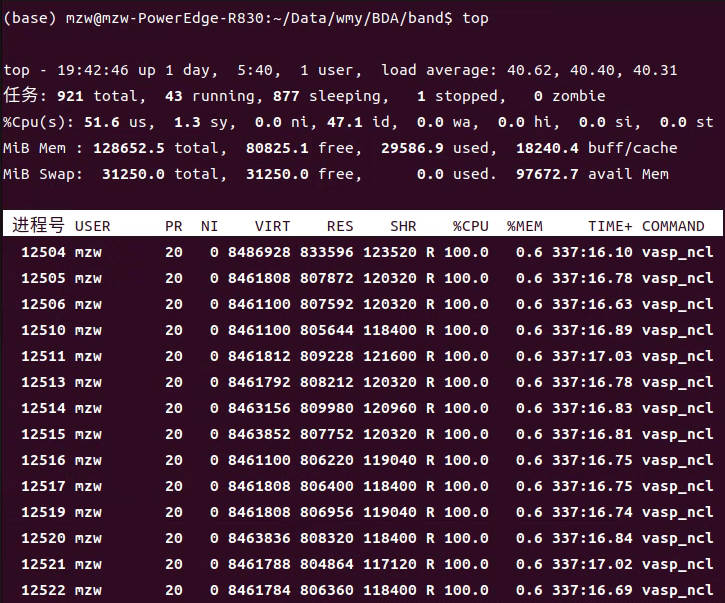 (base) mzw@mzw-PowerEdge-R830:~/Data/wmy/BDA/band$ top
top - 19:42:46 up 1 day,  5:40,  1 user,  load average: 40.62, 40.40, 40.31
任务: 921 total,  43 running, 877 sleeping,   1 stopped,   0 zombie
%Cpu(s): 51.6 us,  1.3 sy,  0.0 ni, 47.1 id,  0.0 wa,  0.0 hi,  0.0 si,  0.0 st
MiB Mem : 128652.5 total,  80825.1 free,  29586.9 used,  18240.4 buff/cache
MiB Swap:  31250.0 total,  31250.0 free,      0.0 used.  97672.7 avail Mem
进程号 USER      PR  NI    VIRT    RES    SHR    %CPU  %MEM     TIME+ COMMAND
12504 mzw       20   0 8486928 833596 123520 R 100.0   0.6 337:16.10 vasp_ncl
12505 mzw       20   0 8461808 807872 120320 R 100.0   0.6 337:16.78 vasp_ncl
12506 mzw       20   0 8461100 807592 120320 R 100.0   0.6 337:16.63 vasp_ncl
12510 mzw       20   0 8461100 805644 118400 R 100.0   0.6 337:16.89 vasp_ncl
12511 mzw       20   0 8461812 809228 121600 R 100.0   0.6 337:17.03 vasp_ncl
12513 mzw       20   0 8461792 808212 120320 R 100.0   0.6 337:16.78 vasp_ncl
12514 mzw       20   0 8463156 809980 120960 R 100.0   0.6 337:16.83 vasp_ncl
12515 mzw       20   0 8463852 807752 120320 R 100.0   0.6 337:16.81 vasp_ncl
12516 mzw       20   0 8461100 806220 119040 R 100.0   0.6 337:16.75 vasp_ncl
12517 mzw       20   0 8461808 806400 118400 R 100.0   0.6 337:16.75 vasp_ncl
12519 mzw       20   0 8461808 806956 119040 R 100.0   0.6 337:16.74 vasp_ncl
12520 mzw       20   0 8463836 808320 118400 R 100.0   0.6 337:16.84 vasp_ncl
12521 mzw       20   0 8461788 804864 117120 R 100.0   0.6 337:17.02 vasp_ncl
12522 mzw       20   0 8461784 806360 118400 R 100.0   0.6 337:16.69 vasp_ncl